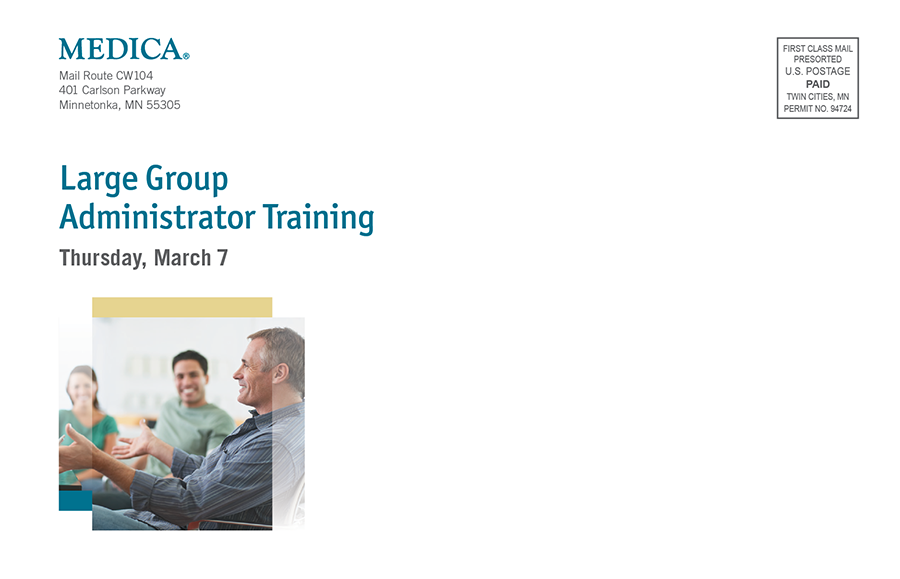 MEDICA®
Mail Route CW104
401 Carlson Parkway
Minnetonka, MN 55305
FIRST CLASS MAIL
PRESORTED
U.S. POSTAGE
PAID
TWIN CITIES, MN
PERMIT NO. 94724
Large Group
Administrator Training
Thursday, March 7